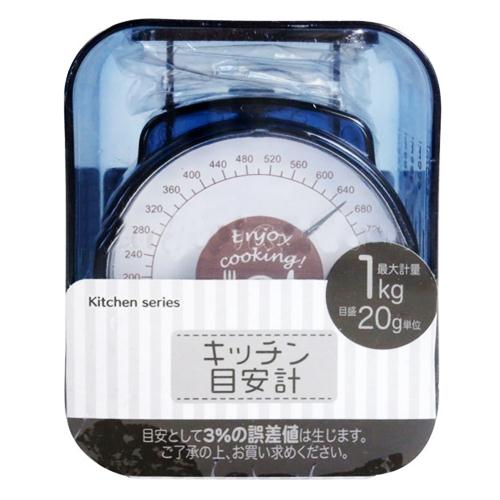 200
240
280
320
360
400
440
480
520
560
600
640
680
Enjoy
cooking!
最大計量
1kg
目盛20g単位
Kitchen series
キッチン
目安計
目安として3%の誤差値は生じます。
ご了承の上、お買い求めください。